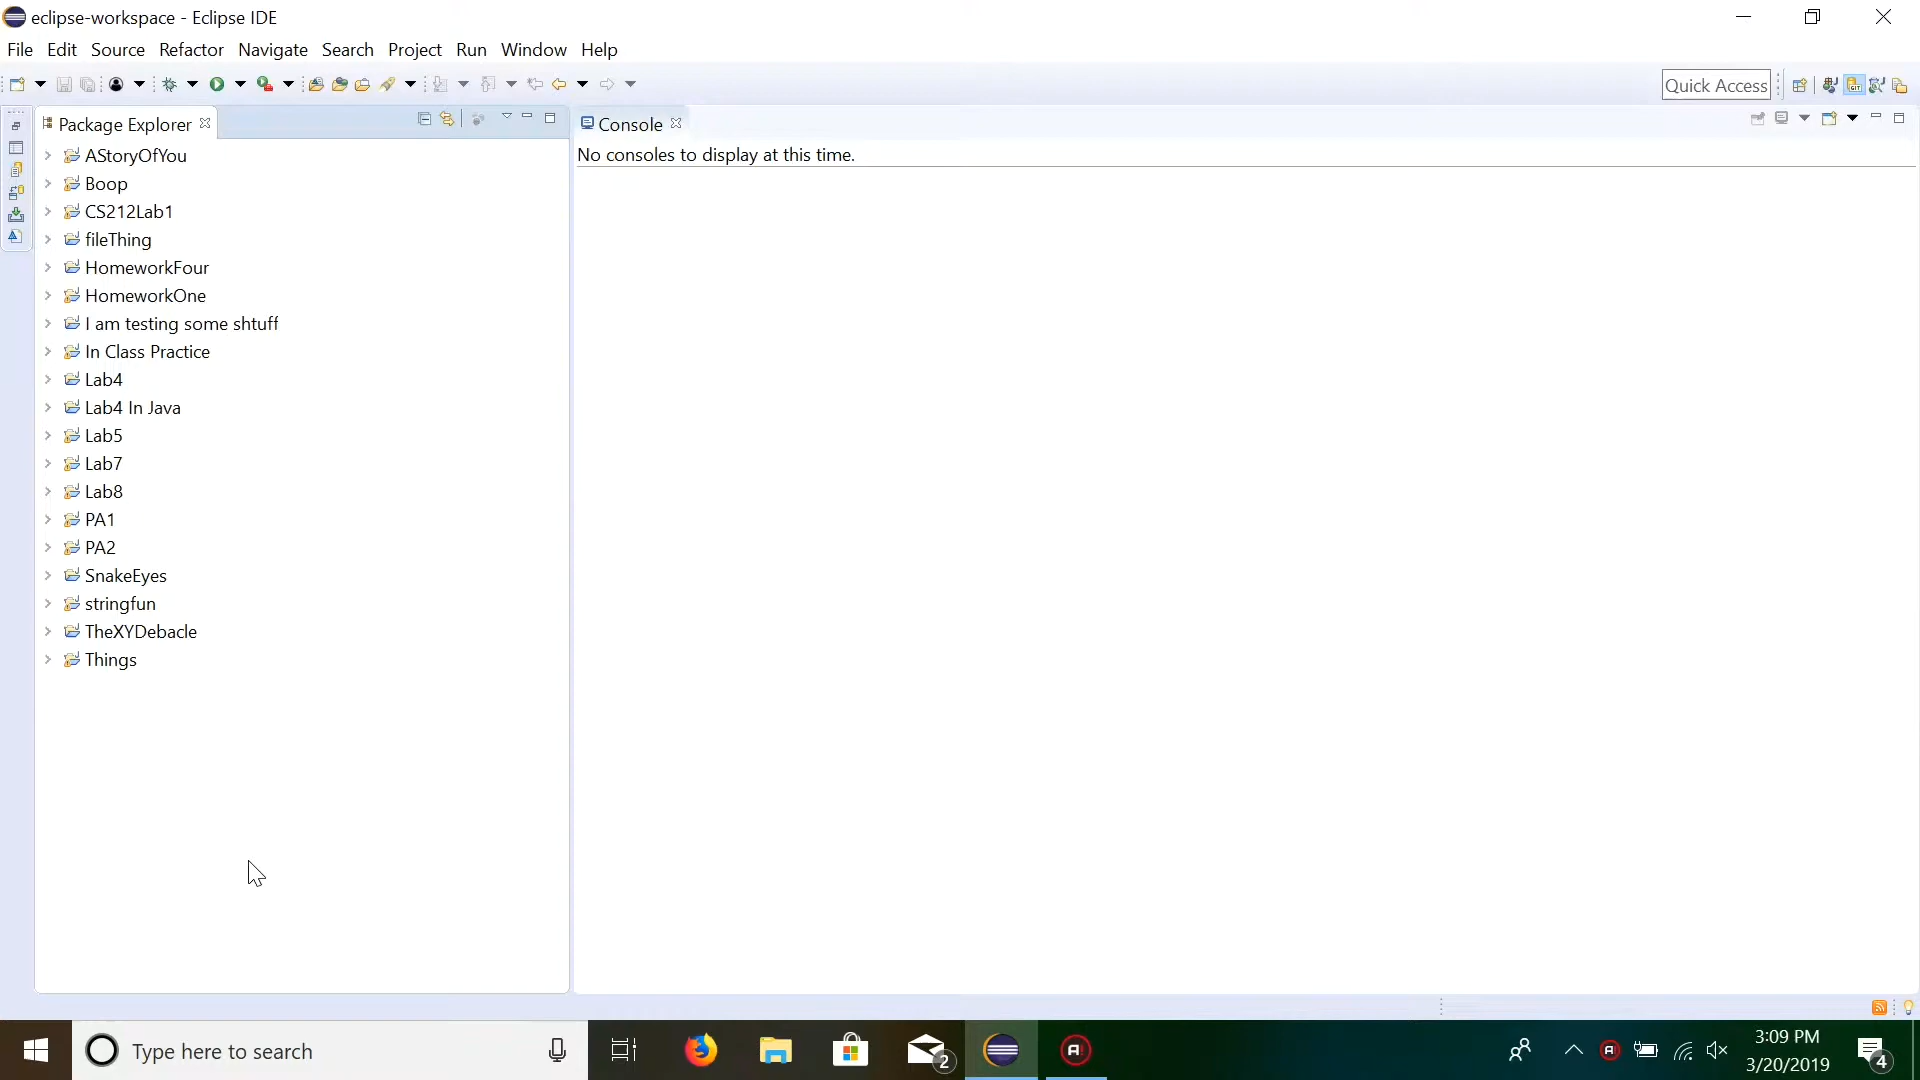 eclipse-workspace - Eclipse IDE
File Edit Source Refactor Navigate Search Project Run Window Help
Quick Access
Package Explorer
Console
No consoles to display at this time.
AStoryOfYou
Boop
CS212Lab1
fileThing
HomeworkFour
HomeworkOne
I am testing some shtuff
In Class Practice
Lab4
Lab4 In Java
Lab5
Lab7
Lab8
PA1
PA2
SnakeEyes
stringfun
TheXYDebacle
Things
Type here to search
2
3:09 PM
3/20/2019
4